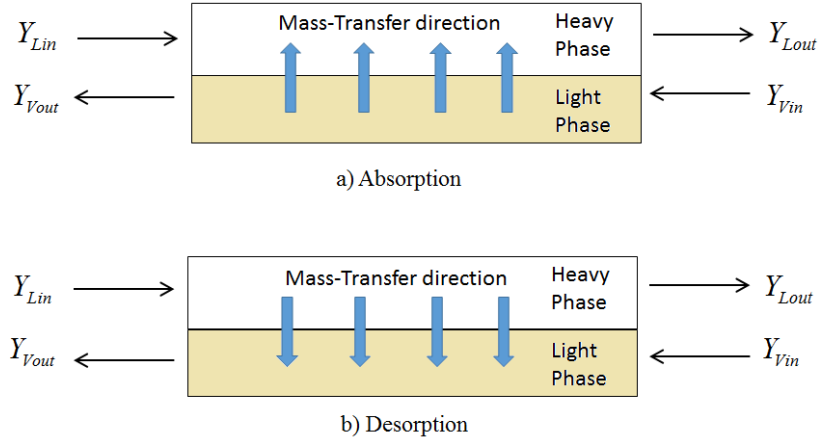 Y_Lin
Mass-Transfer direction
Heavy
Phase
Y_Lout
Y_Vout
Light
Phase
Y_Vin
a) Absorption
Y_Lin
Mass-Transfer direction
Heavy
Phase
Y_Lout
Y_Vout
Light
Phase
Y_Vin
b) Desorption